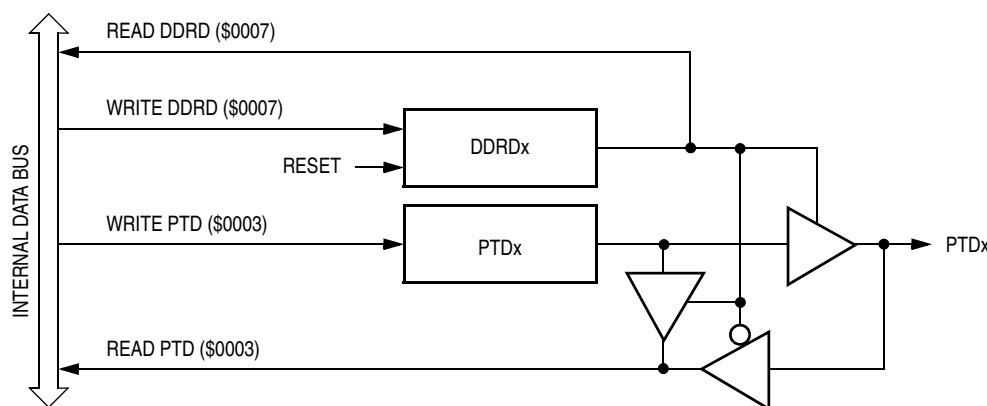 READ DDRD ($0007)
WRITE DDRD ($0007)
DDRDx
RESET
INTERNAL DATA BUS
WRITE PTD ($0003)
PTDx
PTDx
READ PTD ($0003)